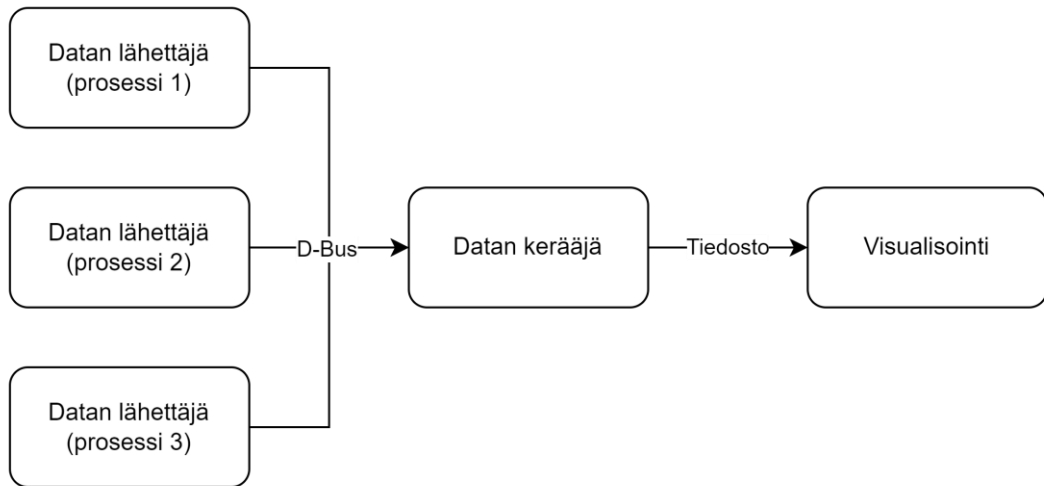 Datan lähettäjä
(prosessi 1)
Datan lähettäjä
(prosessi 2)
D-Bus
Datan kerääjä
Tiedosto
Visualisointi
Datan lähettäjä
(prosessi 3)